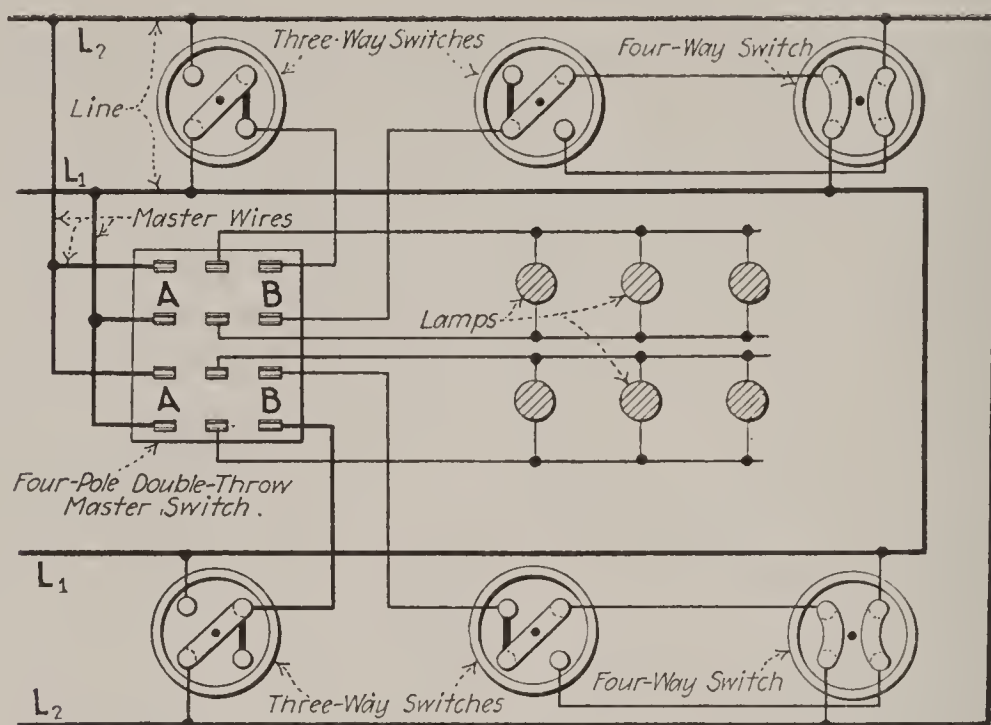 L2
Three-Way Switches
Four-Way Switch
Line
L1
Master Wires
A
B
Lamps
A
B
Four-Pole Double-Throw
Master Switch.
L1
Three-Way Switches
Four-Way Switch
L2